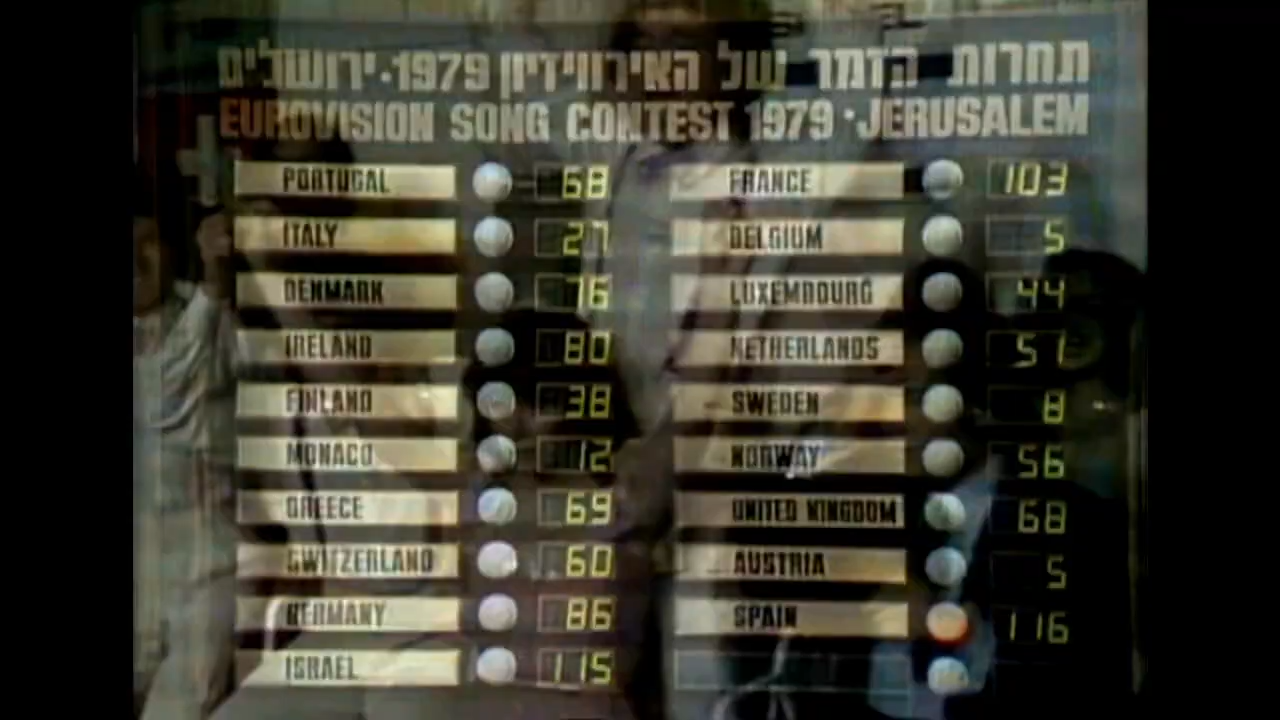 תחרות הזמר של האירוויזיון 1979 · ירושלים
EUROVISION SONG CONTEST 1979 · JERUSALEM
PORTUGAL 68
ITALY 27
DENMARK 76
IRELAND 80
FINLAND 38
MONACO 12
GREECE 69
SWITZERLAND 60
GERMANY 86
ISRAEL 115
FRANCE 103
BELGIUM 5
LUXEMBOURG 44
NETHERLANDS 51
SWEDEN 8
NORWAY 56
UNITED KINGDOM 68
AUSTRIA 5
SPAIN 116